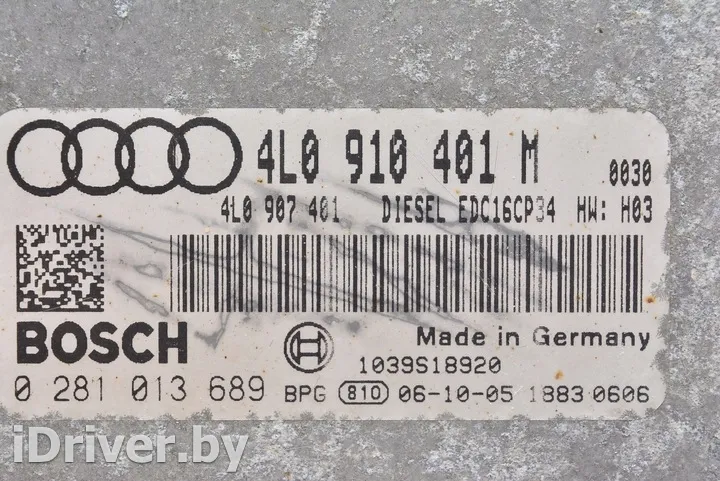 4L0 910 401 M 0030
4L0 907 401 DIESEL EDC16CP34 HW: H03
BOSCH
Made in Germany
1039S18920
0 281 013 689 BPG 810 06-10-05 1883 0606
iDriver.by